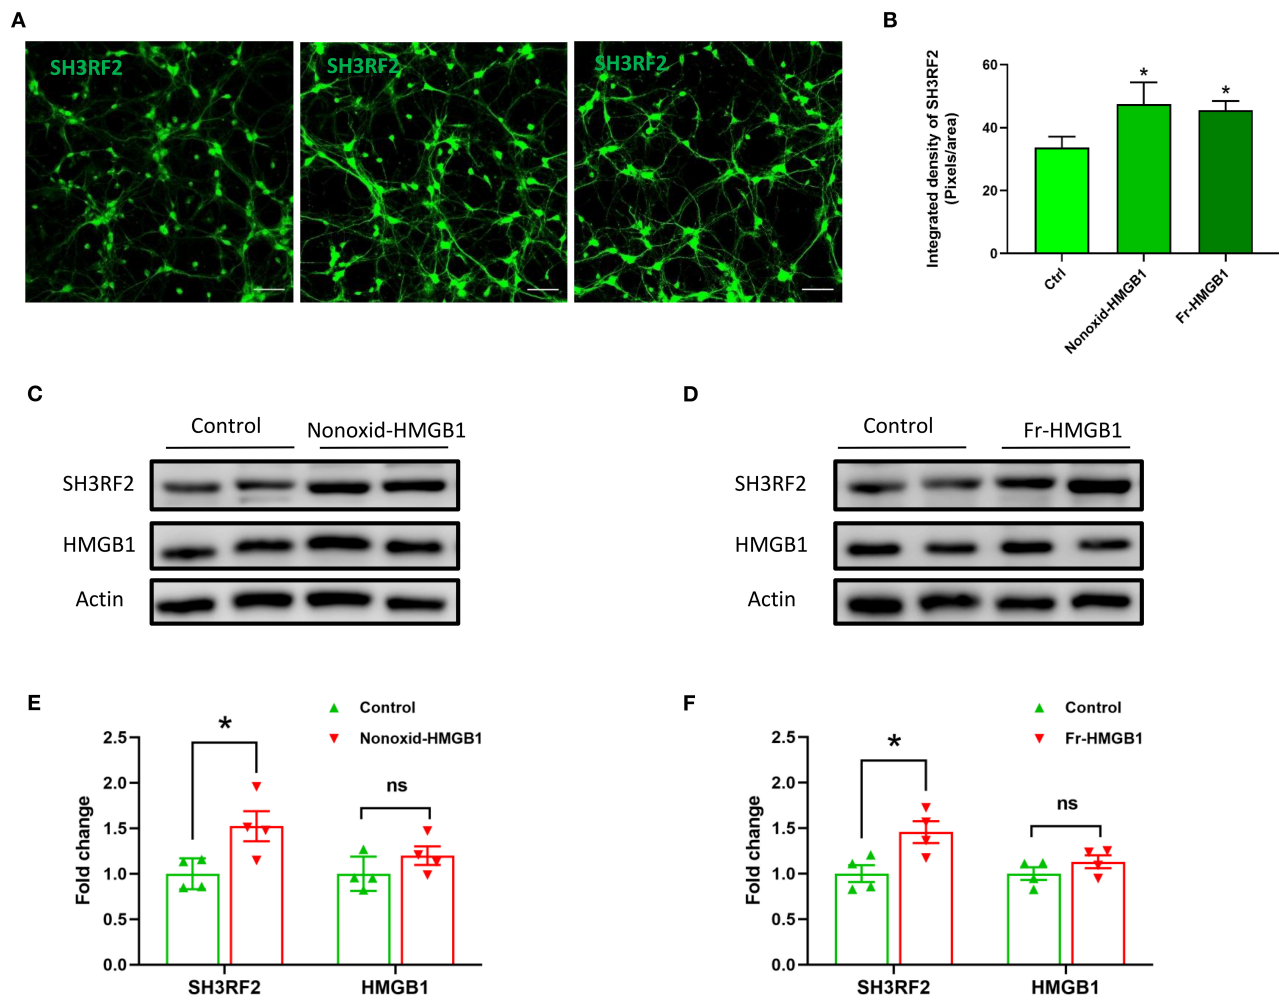 A
SH3RF2
SH3RF2
SH3RF2
B
Integrated density of SH3RF2
(Pixels/area)
60
40
20
0
*
*
Ctrl
Nonoxid-HMGB1
Fr-HMGB1
C
Control
Nonoxid-HMGB1
SH3RF2
HMGB1
Actin
D
Control
Fr-HMGB1
SH3RF2
HMGB1
Actin
E
Control
Nonoxid-HMGB1
Fold change
2.5
2.0
1.5
1.0
0.5
0.0
*
ns
SH3RF2
HMGB1
F
Control
Fr-HMGB1
Fold change
2.5
2.0
1.5
1.0
0.5
0.0
*
ns
SH3RF2
HMGB1